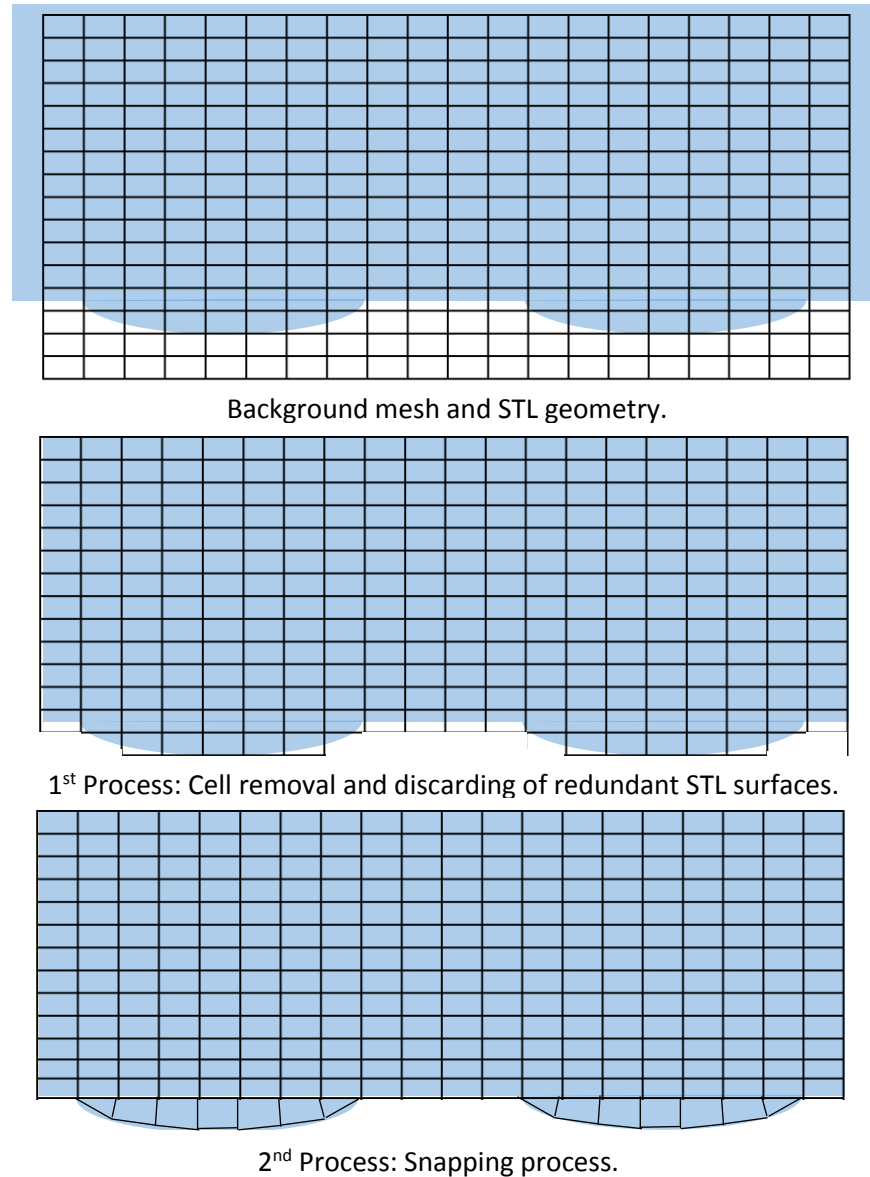 Background mesh and STL geometry.
1st Process: Cell removal and discarding of redundant STL surfaces.
2nd Process: Snapping process.